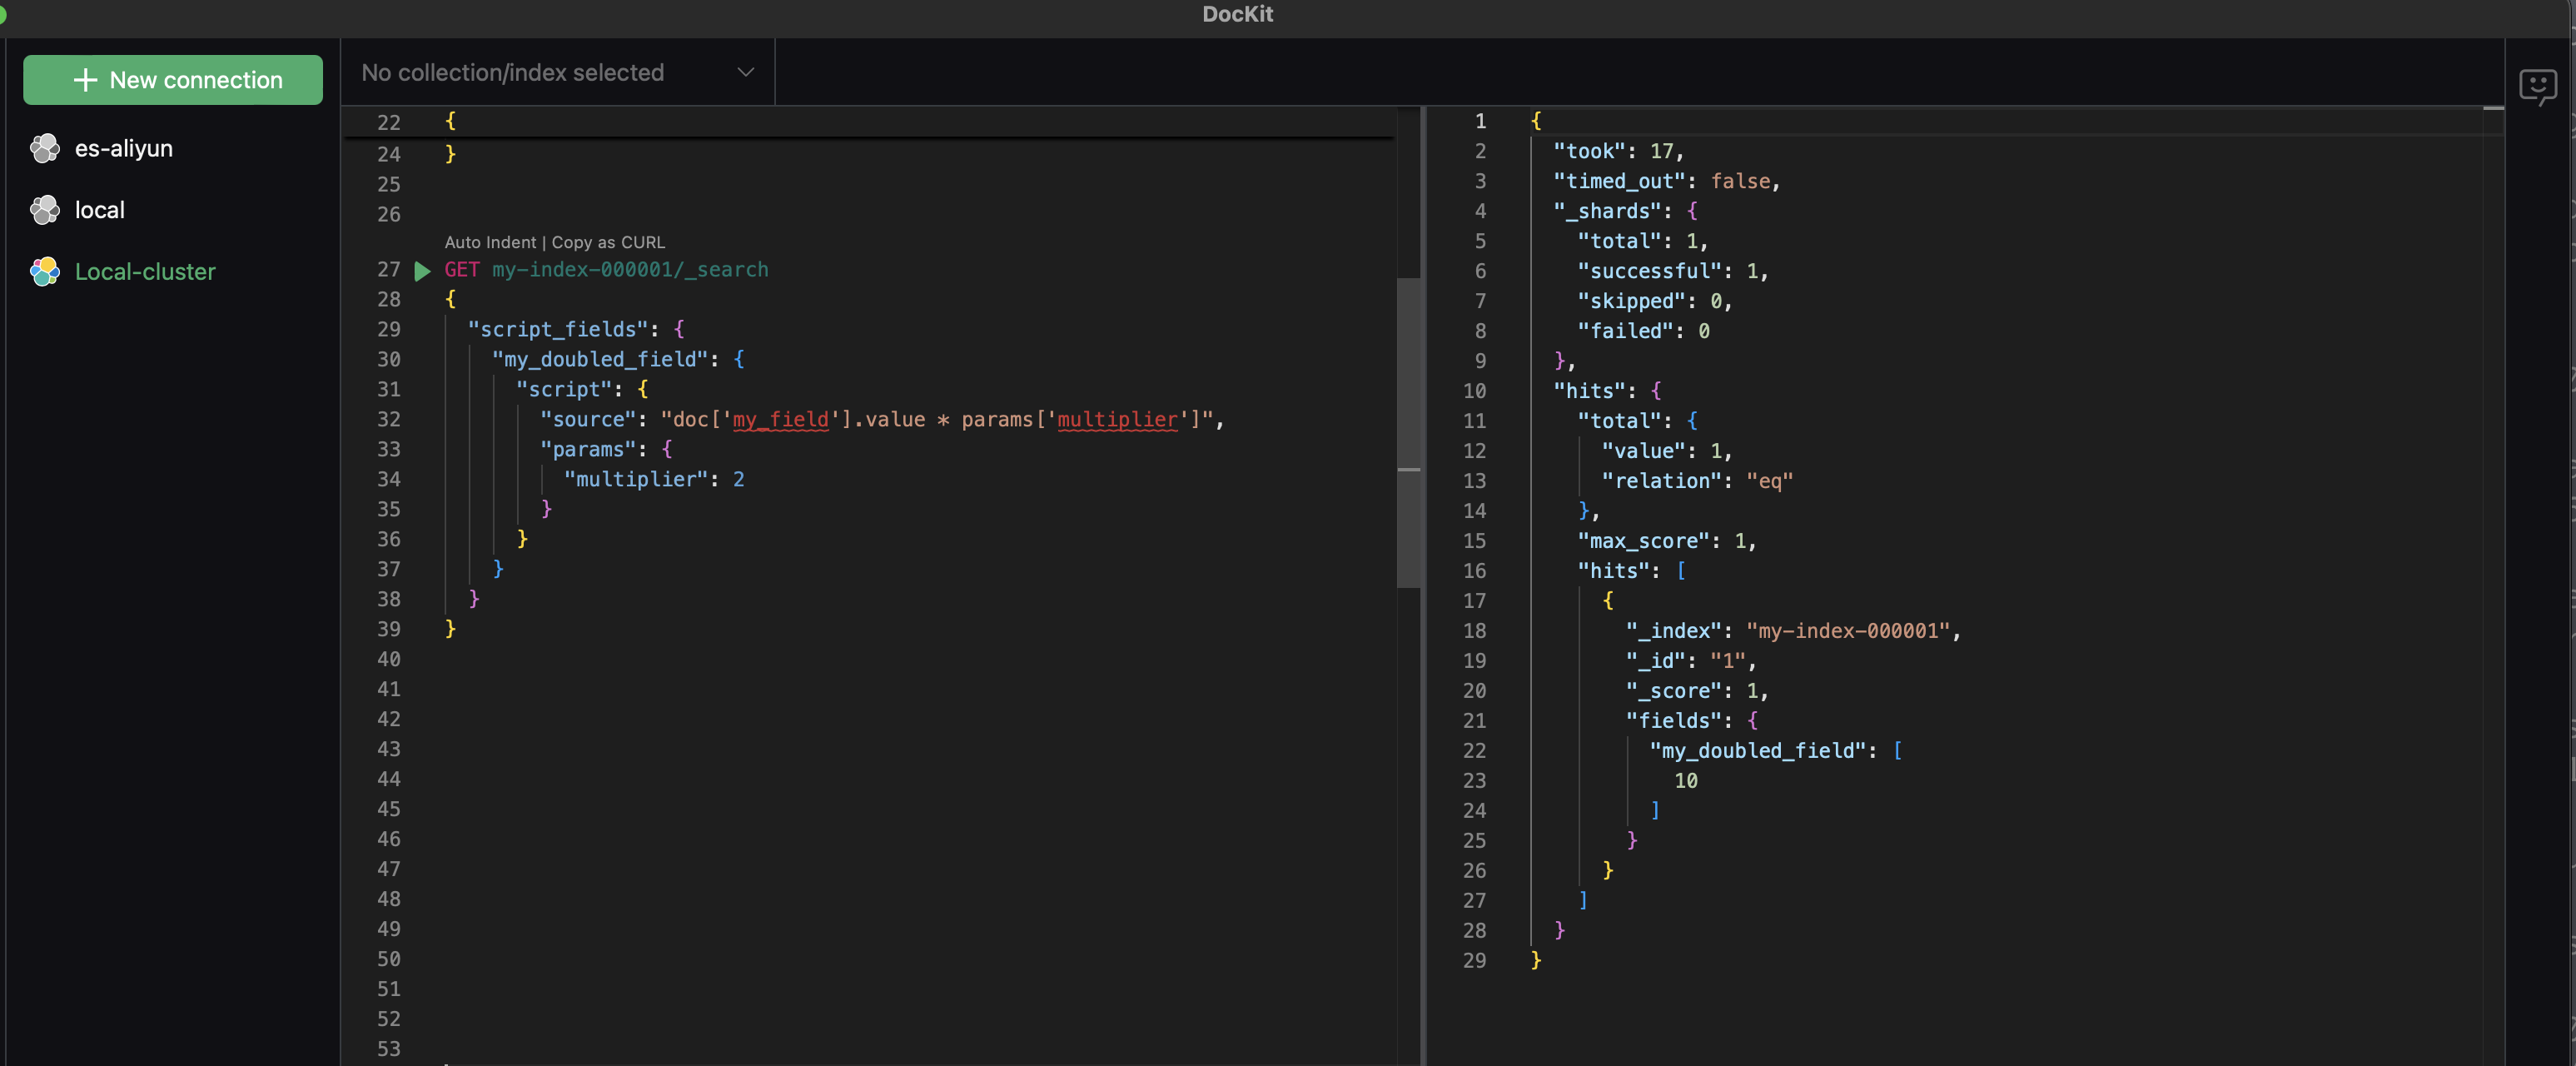 DocKit
+ New connection
es-aliyun
local
Local-cluster
No collection/index selected
22 {
24 }
25
26
Auto Indent | Copy as CURL
27 GET my-index-000001/_search
28 {
29 "script_fields": {
30 "my_doubled_field": {
31 "script": {
32 "source": "doc['my_field'].value * params['multiplier']",
33 "params": {
34 "multiplier": 2
35 }
36 }
37 }
38 }
39 }
40
41
42
43
44
45
46
47
48
49
50
51
52
53
1 {
2 "took": 17,
3 "timed_out": false,
4 "_shards": {
5 "total": 1,
6 "successful": 1,
7 "skipped": 0,
8 "failed": 0
9 },
10 "hits": {
11 "total": {
12 "value": 1,
13 "relation": "eq"
14 },
15 "max_score": 1,
16 "hits": [
17 {
18 "_index": "my-index-000001",
19 "_id": "1",
20 "_score": 1,
21 "fields": {
22 "my_doubled_field": [
23 10
24 ]
25 }
26 }
27 ]
28 }
29 }